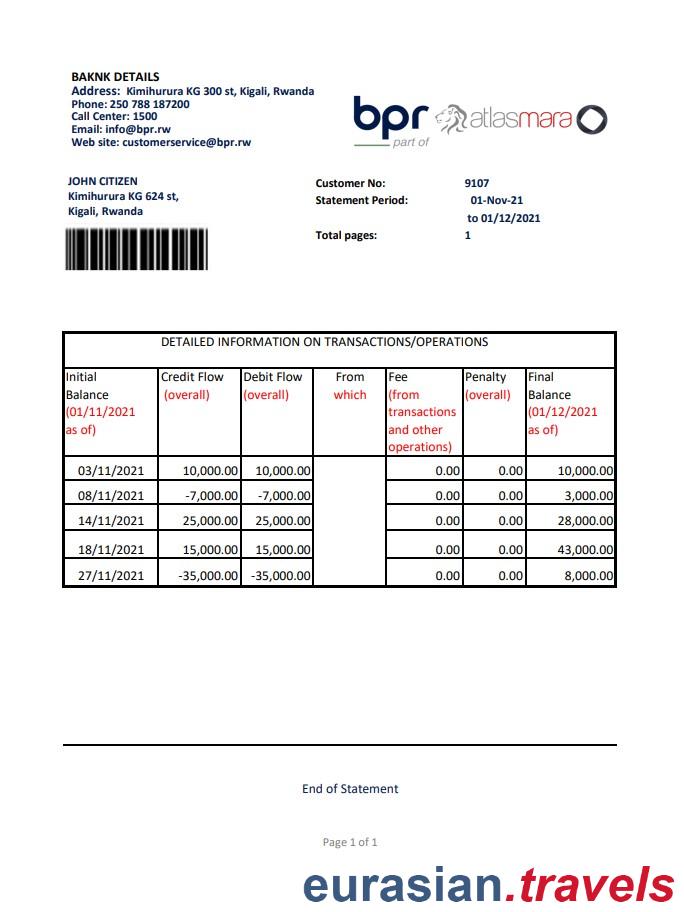 BAKNK DETAILS
Address: Kimihurura KG 300 st, Kigali, Rwanda
Phone: 250 788 187200
Call Center: 1500
Email: info@bpr.rw
Web site: customerservice@bpr.rw
bpr atlasmara
part of
JOHN CITIZEN
Kimihurura KG 624 st,
Kigali, Rwanda
Customer No: 9107
Statement Period: 01-Nov-21
to 01/12/2021
Total pages: 1
DETAILED INFORMATION ON TRANSACTIONS/OPERATIONS
Initial Balance (01/11/2021 as of) Credit Flow (overall) Debit Flow (overall) From which Fee (from transactions and other operations) Penalty (overall) Final Balance (01/12/2021 as of)
03/11/2021 10,000.00 10,000.00 0.00 0.00 10,000.00
08/11/2021 -7,000.00 -7,000.00 0.00 0.00 3,000.00
14/11/2021 25,000.00 25,000.00 0.00 0.00 28,000.00
18/11/2021 15,000.00 15,000.00 0.00 0.00 43,000.00
27/11/2021 -35,000.00 -35,000.00 0.00 0.00 8,000.00
End of Statement
Page 1 of 1
eurasian.travels